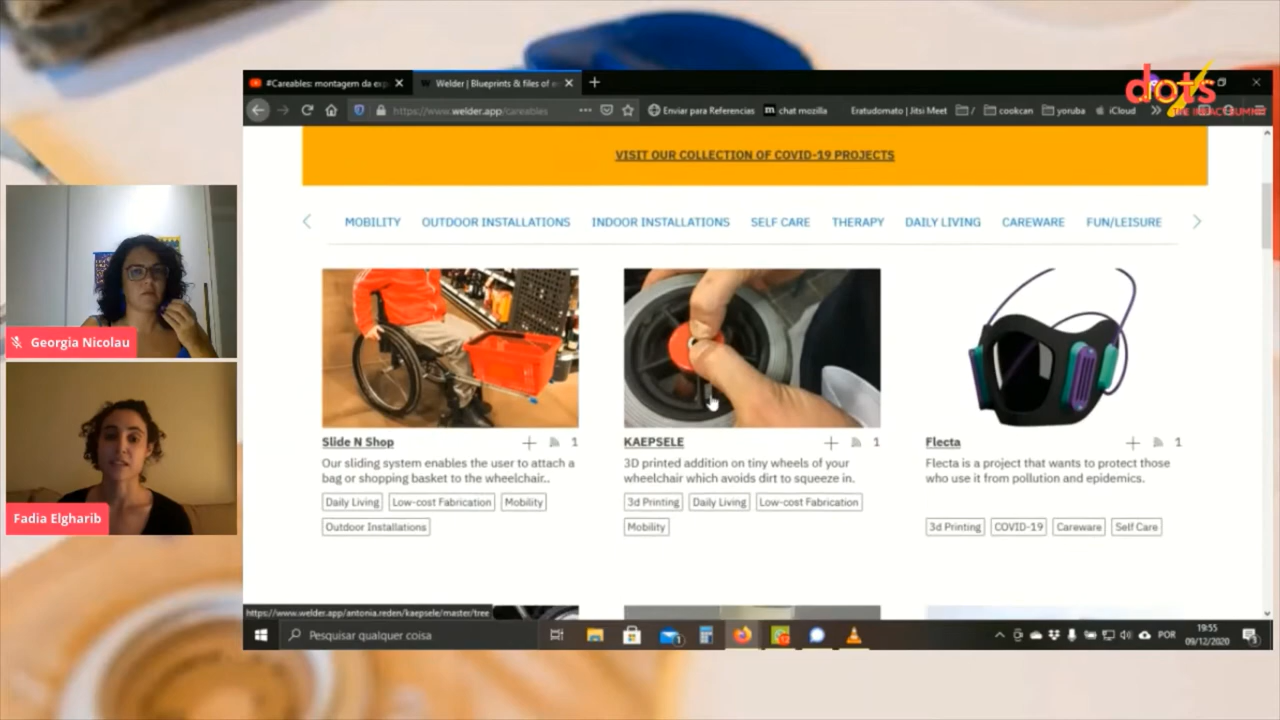 dots
#Careables: montagem da exp
Welder | Blueprints & files of e
https://www.welder.app/careables
Enviar para Referencias
m chat mozilla
Eratudomato | Jitsi Meet
/
cookcan
yoruba
iCloud
VISIT OUR COLLECTION OF COVID-19 PROJECTS
MOBILITY OUTDOOR INSTALLATIONS INDOOR INSTALLATIONS SELF CARE THERAPY DAILY LIVING CAREWARE FUN/LEISURE
Georgia Nicolau
Fadia Elgharib
Slide N Shop 1
Our sliding system enables the user to attach a
bag or shopping basket to the wheelchair..
Daily Living Low-cost Fabrication Mobility
Outdoor Installations
KAEPSELE 1
3D printed addition on tiny wheels of your
wheelchair which avoids dirt to squeeze in.
3d Printing Daily Living Low-cost Fabrication
Mobility
Flecta 1
Flecta is a project that wants to protect those
who use it from pollution and epidemics.
3d Printing COVID-19 Careware Self Care
https://www.welder.app/antonia.reden/kaepsele/master/tree
Pesquisar qualquer coisa
POR
19:55
09/12/2020